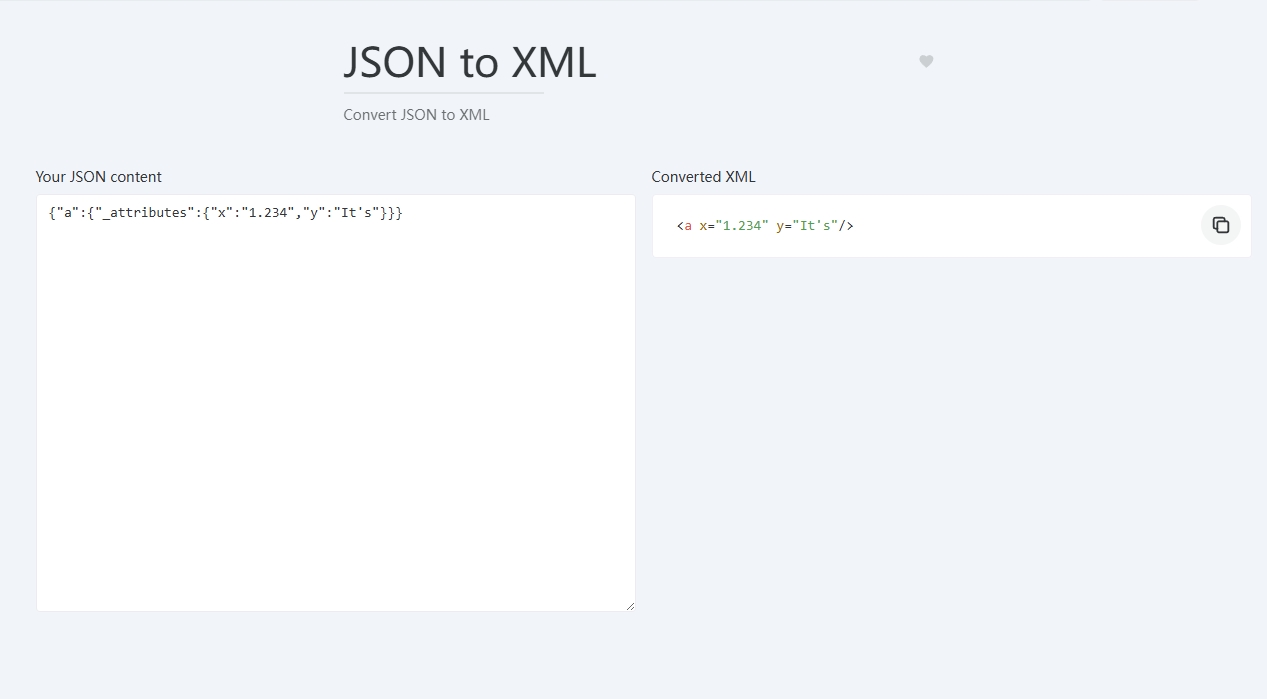 JSON to XML
Convert JSON to XML
Your JSON content
{"a":{"_attributes":{"x":"1.234","y":"It's"}}}
Converted XML
<a x="1.234" y="It's"/>